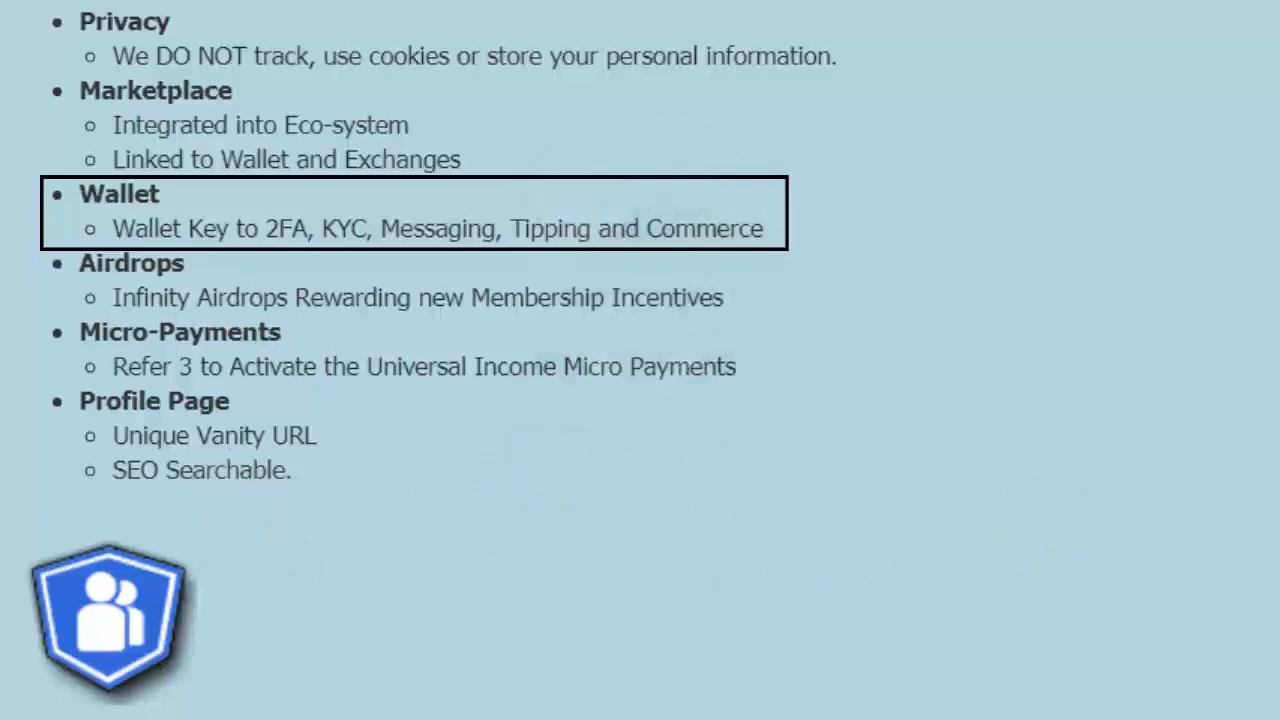 Privacy
We DO NOT track, use cookies or store your personal information.
Marketplace
Integrated into Eco-system
Linked to Wallet and Exchanges
Wallet
Wallet Key to 2FA, KYC, Messaging, Tipping and Commerce
Airdrops
Infinity Airdrops Rewarding new Membership Incentives
Micro-Payments
Refer 3 to Activate the Universal Income Micro Payments
Profile Page
Unique Vanity URL
SEO Searchable.